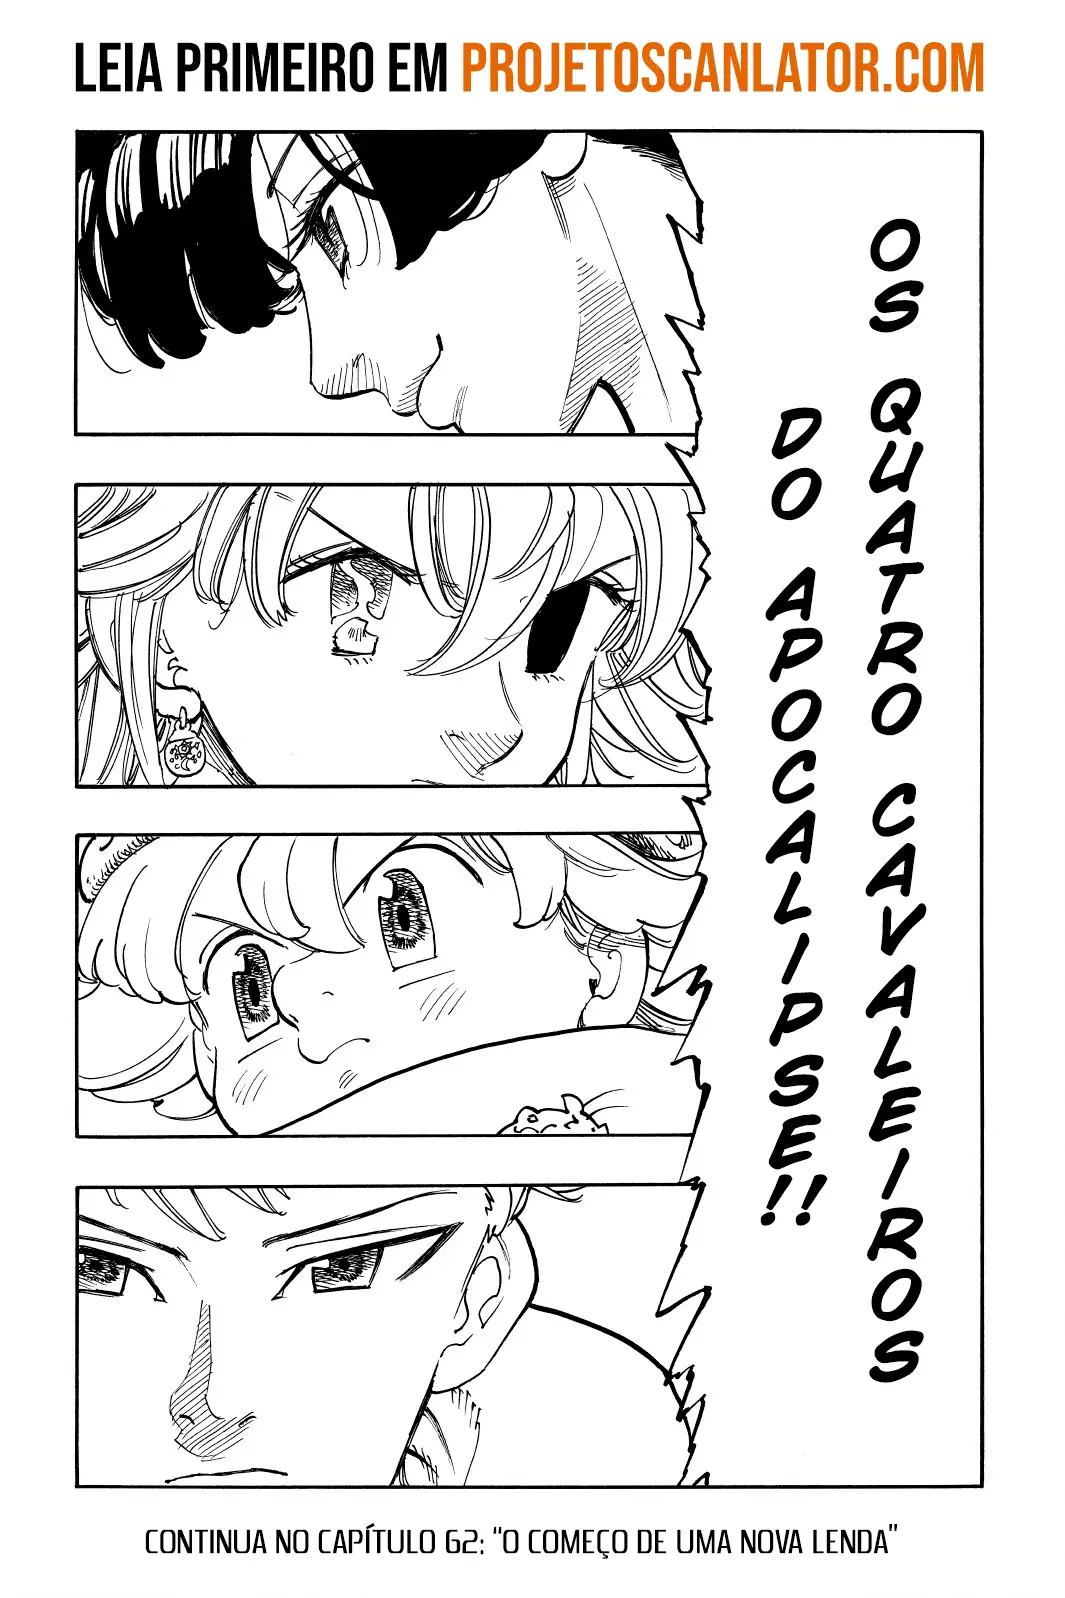 LEIA PRIMEIRO EM PROJETOSCANLATOR.COM
OS QUATRO CAVALEIROS
DO APOCALIPSE!!
CONTINUA NO CAPÍTULO 62: "O COMEÇO DE UMA NOVA LENDA"